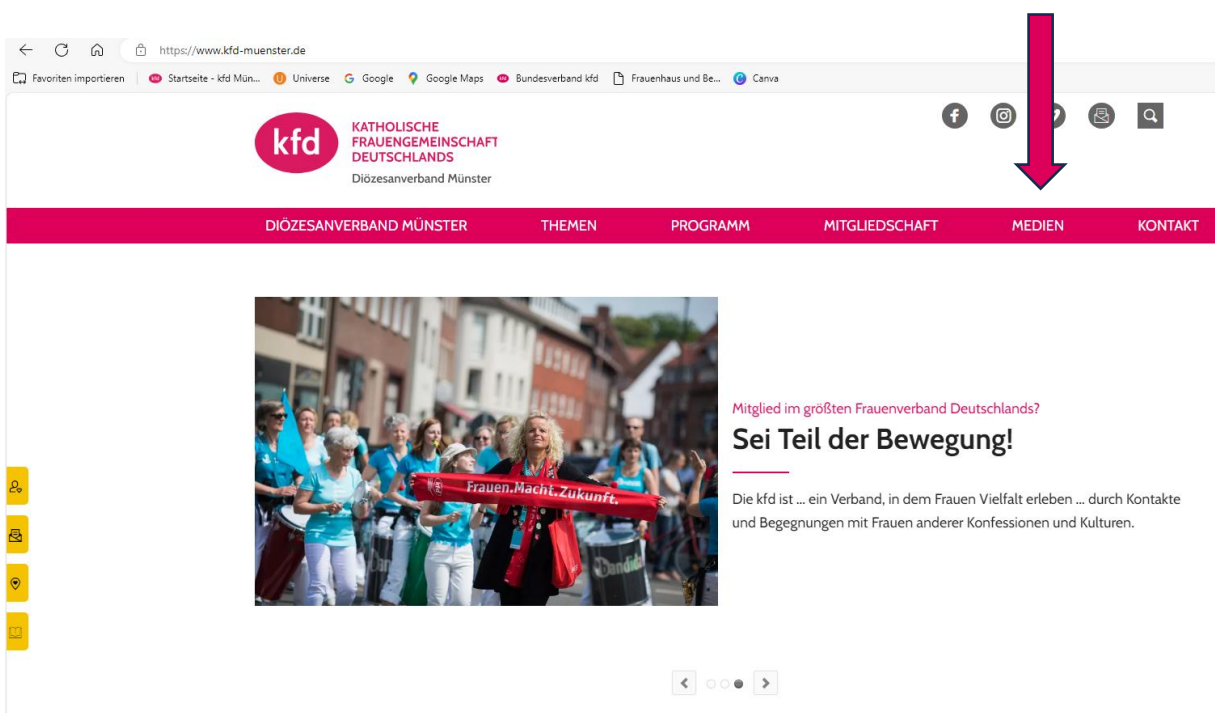 https://www.kfd-muenster.de
Favoriten importieren Startseite - kfd Mün... Universe Google Google Maps Bundesverband kfd Frauenhaus und Be... Canva
kfd
KATHOLISCHE
FRAUENGEMEINSCHAFT
DEUTSCHLANDS
Diözesanverband Münster
DIÖZESANVERBAND MÜNSTER THEMEN PROGRAMM MITGLIEDSCHAFT MEDIEN KONTAKT
Frauen.Macht.Zukunft.
Mitglied im größten Frauenverband Deutschlands?
Sei Teil der Bewegung!
Die kfd ist ... ein Verband, in dem Frauen Vielfalt erleben ... durch Kontakte
und Begegnungen mit Frauen anderer Konfessionen und Kulturen.